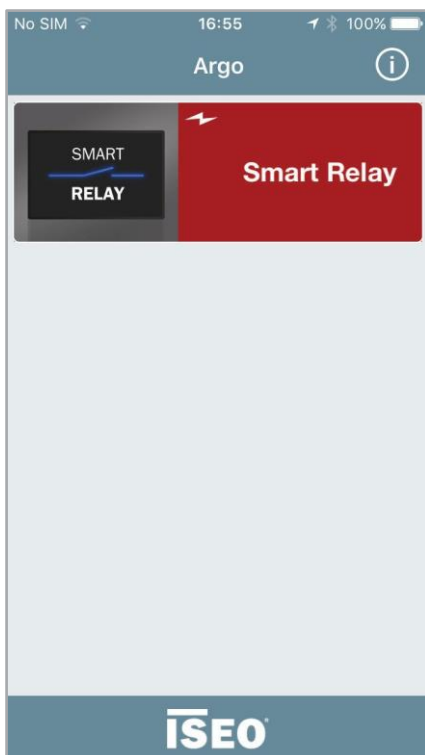 No SIM 16:55 100%
Argo
SMART
RELAY
Smart Relay
ISEO